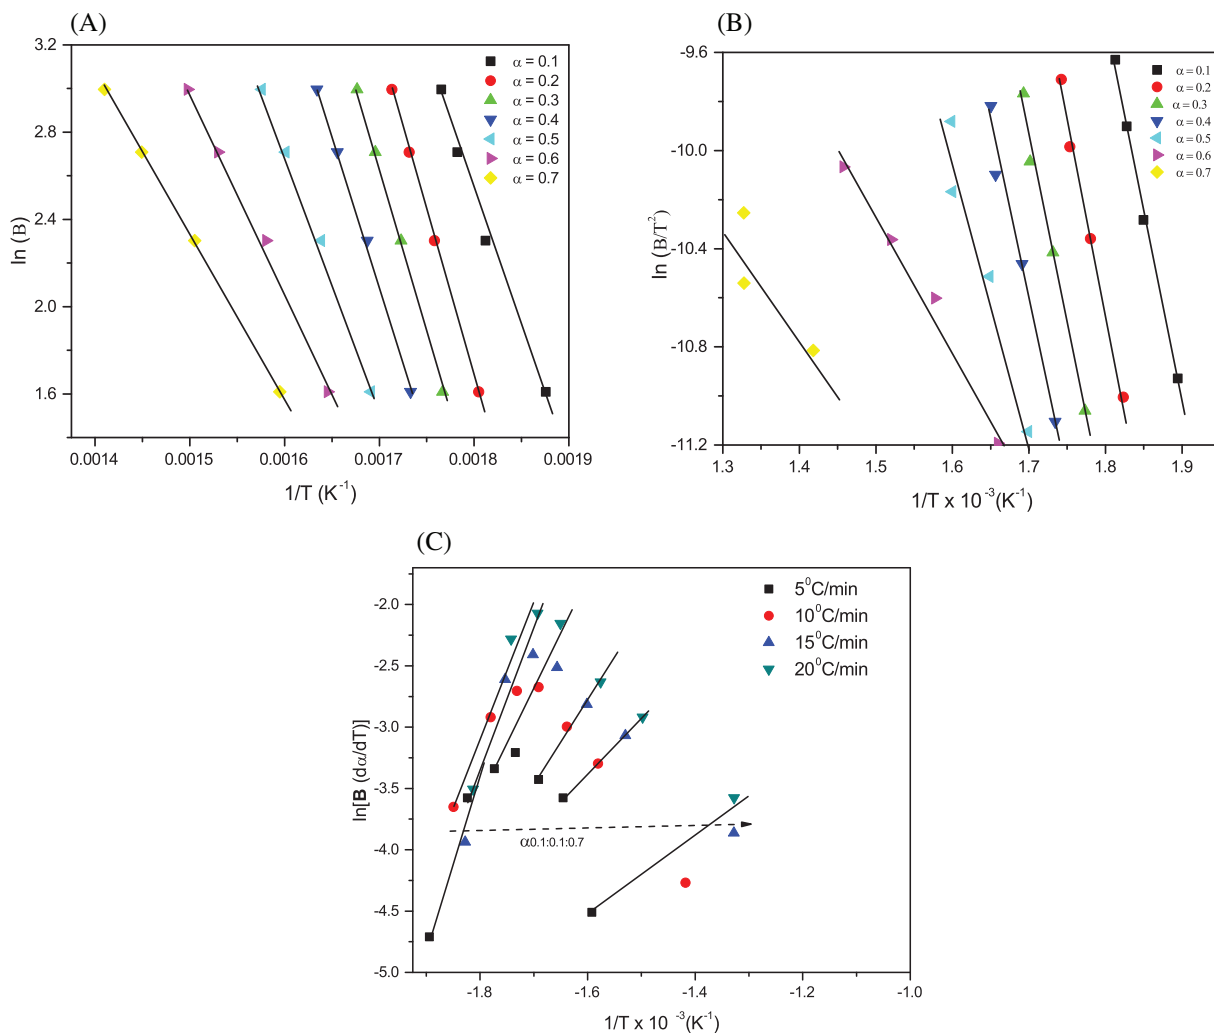 (A)
3.2
2.8
2.4
2.0
1.6
ln (B)
α = 0.1
α = 0.2
α = 0.3
α = 0.4
α = 0.5
α = 0.6
α = 0.7
0.0014 0.0015 0.0016 0.0017 0.0018 0.0019
1/T (K⁻¹)
(B)
-9.6
-10.0
-10.4
-10.8
-11.2
ln (B/T²)
α = 0.1
α = 0.2
α = 0.3
α = 0.4
α = 0.5
α = 0.6
α = 0.7
1.3 1.4 1.5 1.6 1.7 1.8 1.9
1/T x 10⁻³(K⁻¹)
(C)
-2.0
-2.5
-3.0
-3.5
-4.0
-4.5
-5.0
ln[B (dα/dT)]
5⁰C/min
10⁰C/min
15⁰C/min
20⁰C/min
α0.1:0.1:0.7
-1.8 -1.6 -1.4 -1.2 -1.0
1/T x 10⁻³(K⁻¹)